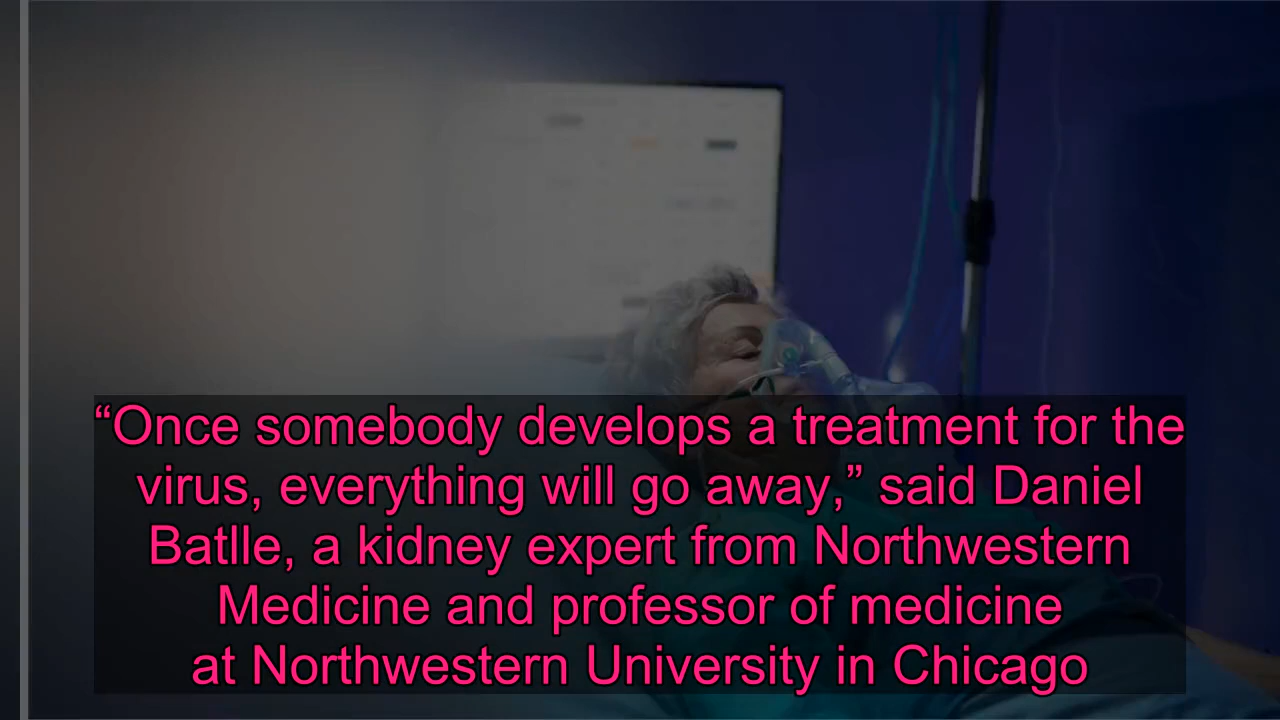 “Once somebody develops a treatment for the
virus, everything will go away,” said Daniel
Batlle, a kidney expert from Northwestern
Medicine and professor of medicine
at Northwestern University in Chicago